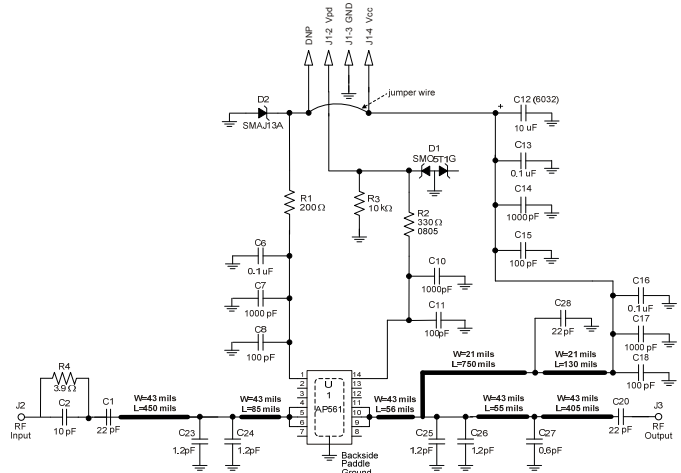 DNP
J1-2 Vpd
J1-3 GND
J1-4 Vcc
jumper wire
D2
SMAJ13A
+
C12 (6032)
10 uF
C13
0.1 uF
C14
1000 pF
C15
100 pF
D1
SMC5T1G
R1
200 Ω
R3
10 kΩ
R2
330 Ω
0805
C6
0.1 uF
C7
1000 pF
C8
100 pF
C10
1000pF
C11
100pF
C28
22 pF
C16
0.1uF
C17
1000 pF
C18
100 pF
W=21 mils
L=750 mils
W=21 mils
L=130 mils
1
2
3
4
5
6
7
14
13
12
11
10
9
8
U
1
AP561
Backside
Paddle
Ground
J2
RF
Input
R4
3.9 Ω
C2
10 pF
C1
22 pF
W=43 mils
L=450 mils
W=43 mils
L=85 mils
C23
1.2pF
C24
1.2pF
W=43 mils
L=56 mils
C25
1.2pF
C26
1.2pF
W=43 mils
L=55 mils
C27
0.6pF
W=43 mils
L=405 mils
C20
22 pF
J3
RF
Output